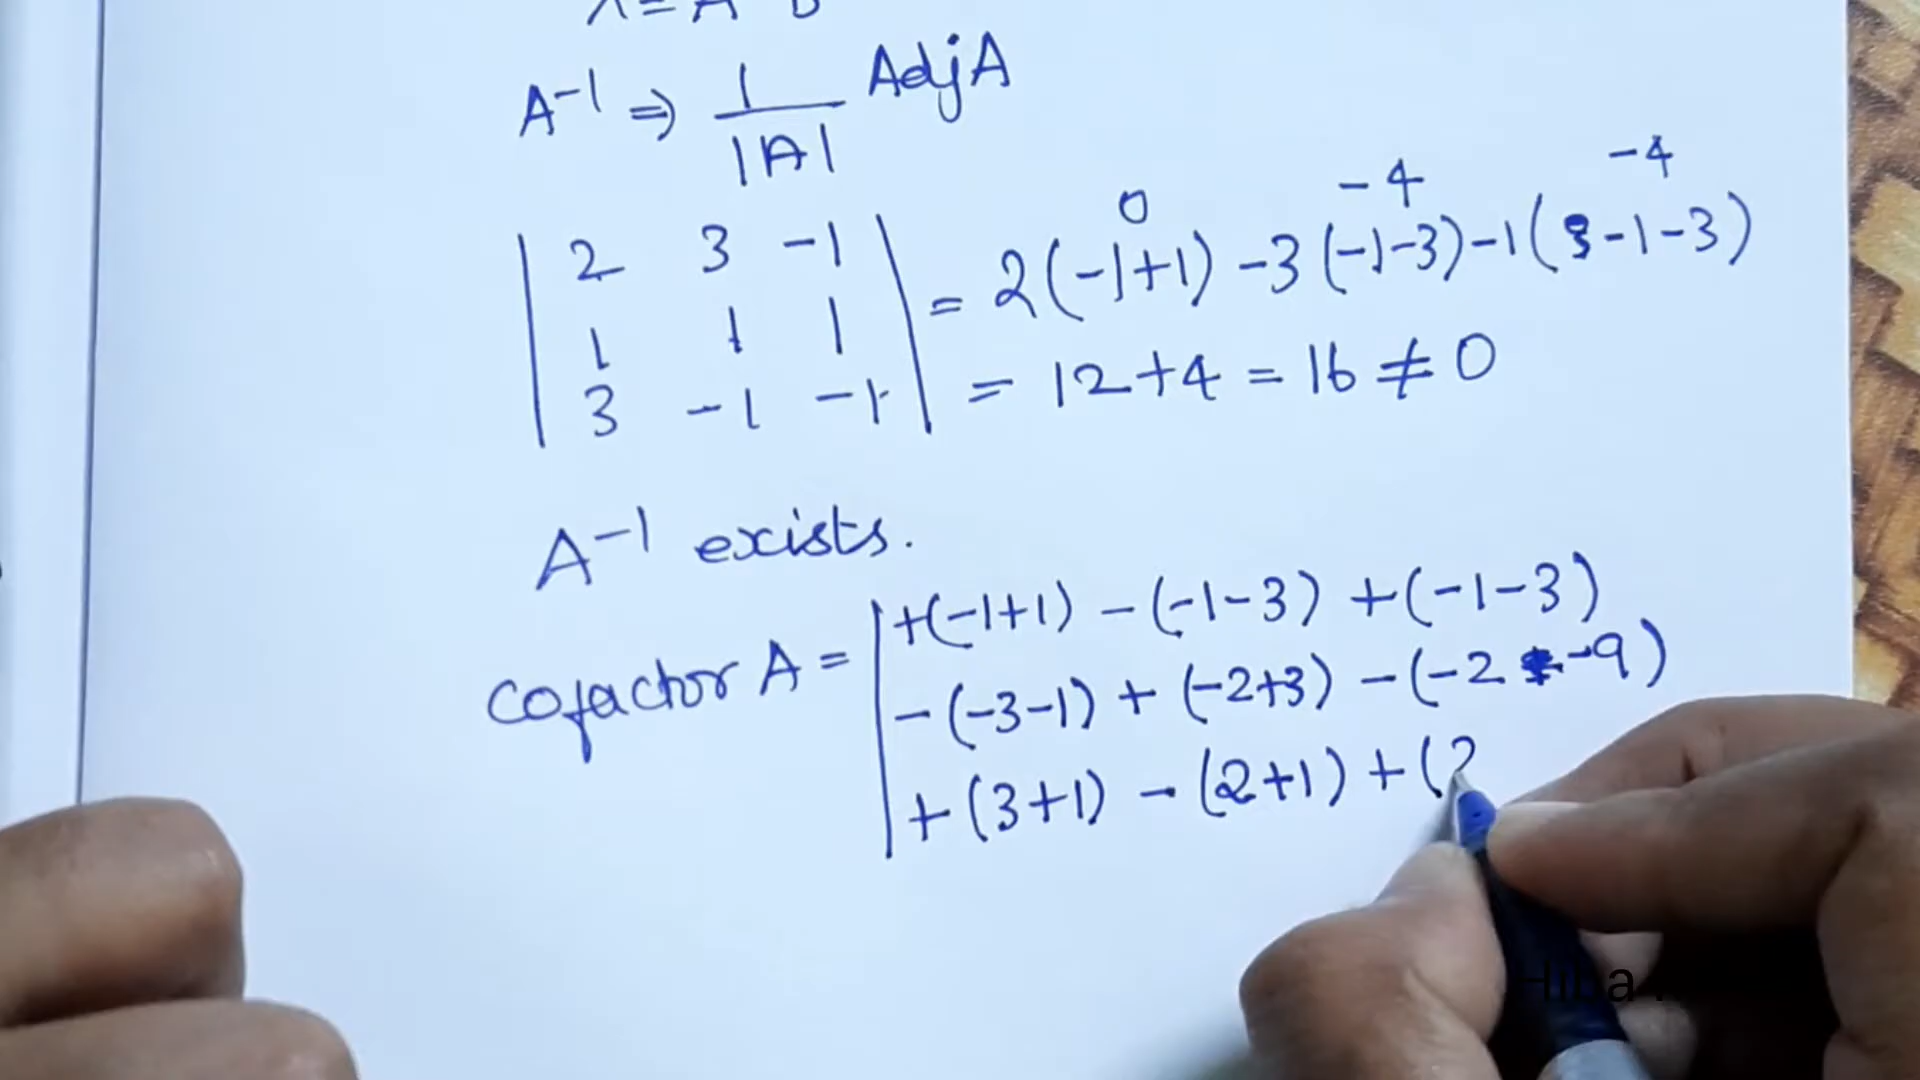 A⁻¹ ⇒ 1/|A| AdjA
| 2 3 -1 | = 2(-1+1) -3(-1-3) -1(-1-3)
0 -4 -4
| 1 1 1 |
| 3 -1 -1 | = 12+4 = 16 ≠ 0
A⁻¹ exists.
Cofactor A = | +(-1+1) -(-1-3) +(-1-3)
-(-3-1) +(-2+3) -(-2-9)
+(3+1) -(2+1) +(2